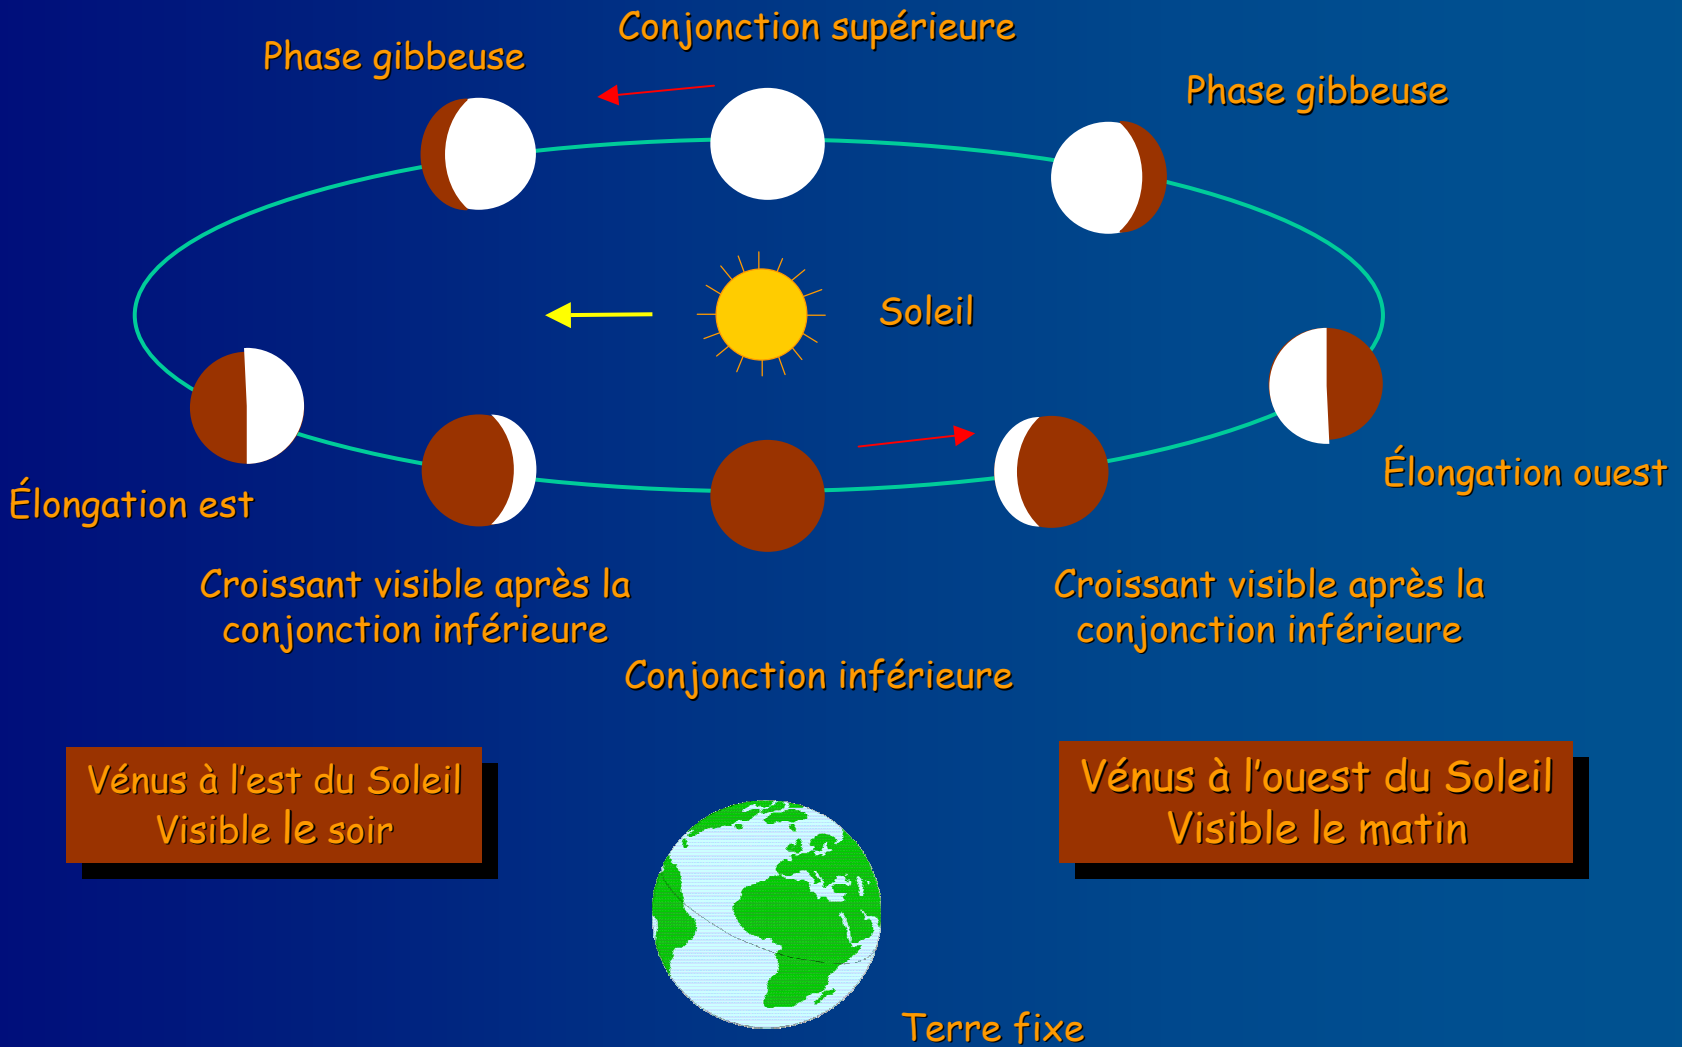 Conjonction supérieure
Phase gibbeuse
Phase gibbeuse
Soleil
Élongation ouest
Élongation est
Croissant visible après la
conjonction inférieure
Croissant visible après la
conjonction inférieure
Conjonction inférieure
Vénus à l'est du Soleil
Visible le soir
Vénus à l'ouest du Soleil
Visible le matin
Terre fixe